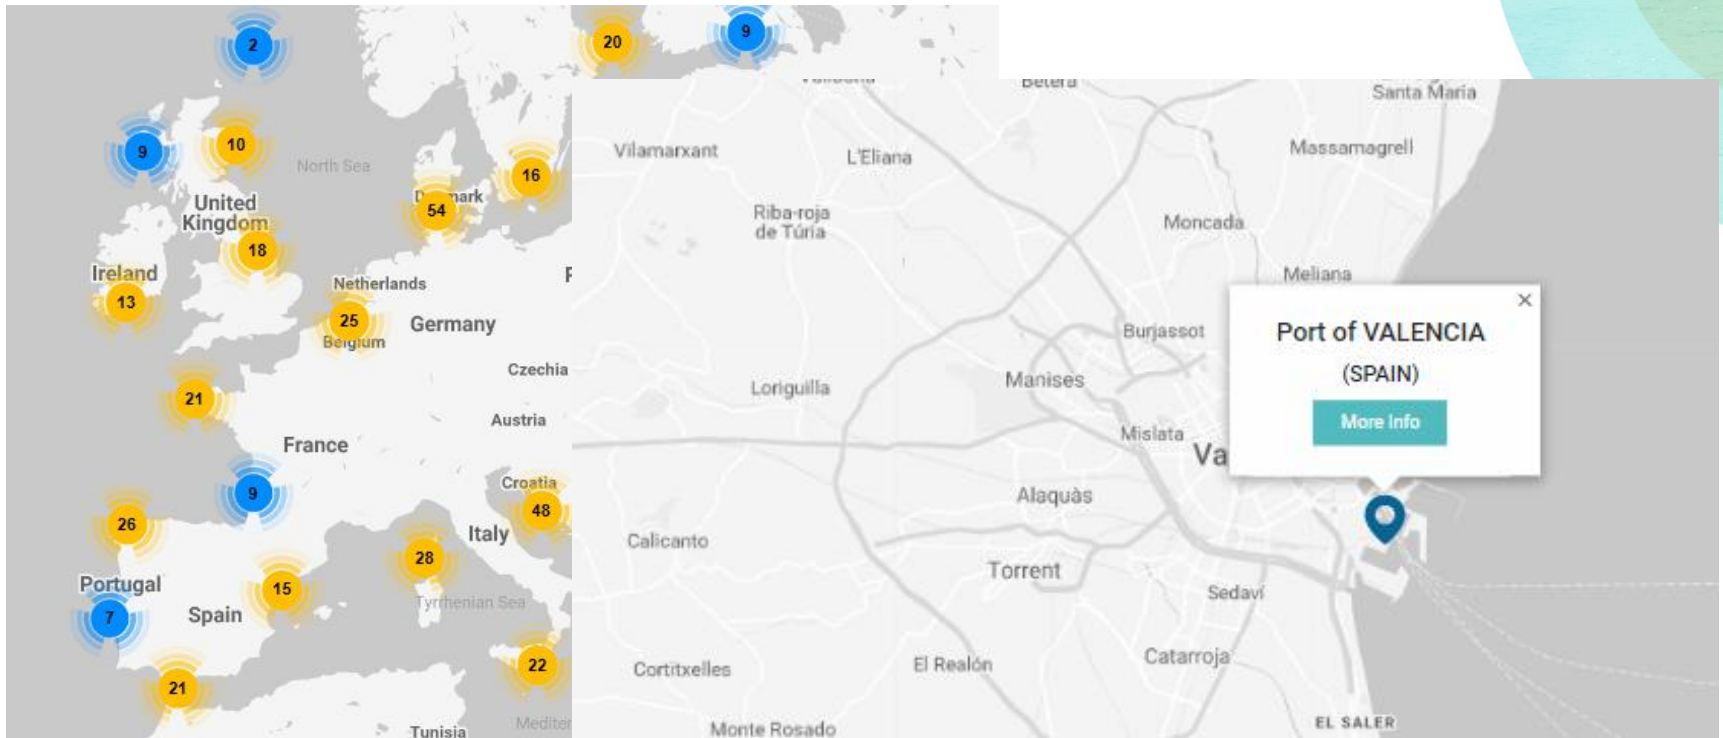 2
20
9
10
9
North Sea
16
United
Kingdom
54
18
Ireland
13
Netherlands
25
Germany
Belgium
Czechia
21
Austria
France
9
Croatia
26
48
Italy
28
Portugal
15
Tyrrhenian Sea
7
Spain
22
21
Tunisia
Betera
Santa Maria
Vilamarxant
L'Eliana
Massamagrell
Riba-roja
de Túria
Moncada
Meliana
×
Port of VALENCIA
(SPAIN)
More Info
Burjassot
Manises
Loriguilla
Mislata
Va
Alaquàs
Calicanto
Torrent
Sedaví
Cortitxelles
El Realón
Catarroja
EL SALER
Monte Rosado